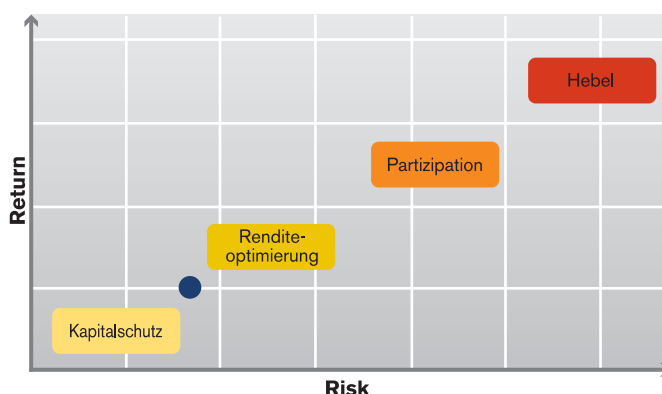 Return
Hebel
Partizipation
Rendite-
optimierung
Kapitalschutz
Risk